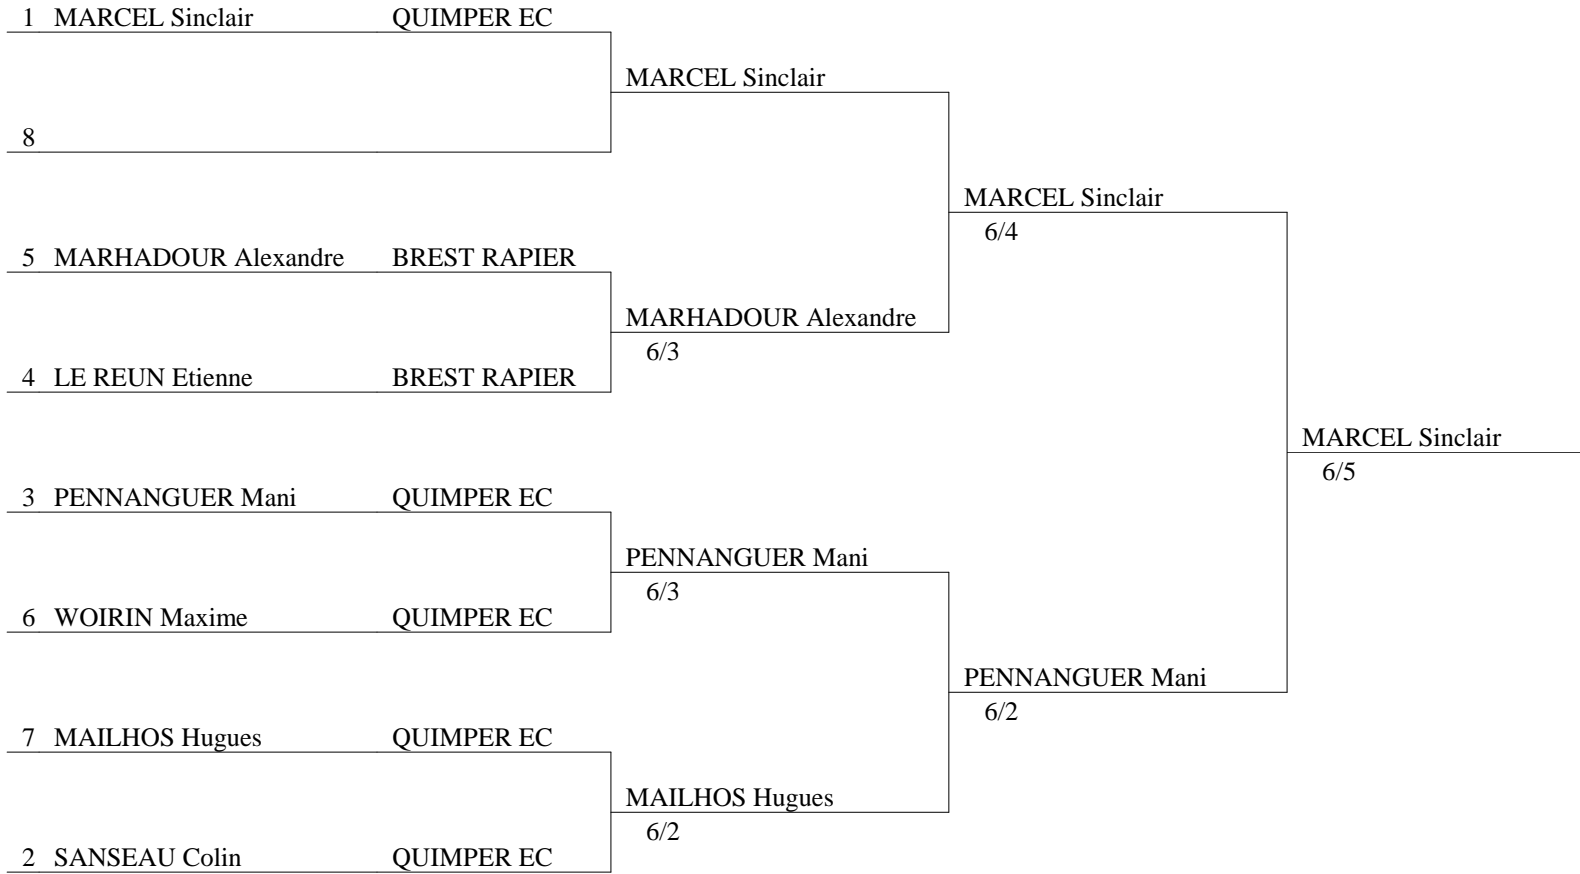 1 MARCEL Sinclair QUIMPER EC
MARCEL Sinclair
8
MARCEL Sinclair
6/4
5 MARHADOUR Alexandre BREST RAPIER
MARHADOUR Alexandre
6/3
4 LE REUN Etienne BREST RAPIER
MARCEL Sinclair
6/5
3 PENNANGUER Mani QUIMPER EC
PENNANGUER Mani
6/3
6 WOIRIN Maxime QUIMPER EC
PENNANGUER Mani
6/2
7 MAILHOS Hugues QUIMPER EC
MAILHOS Hugues
6/2
2 SANSEAU Colin QUIMPER EC